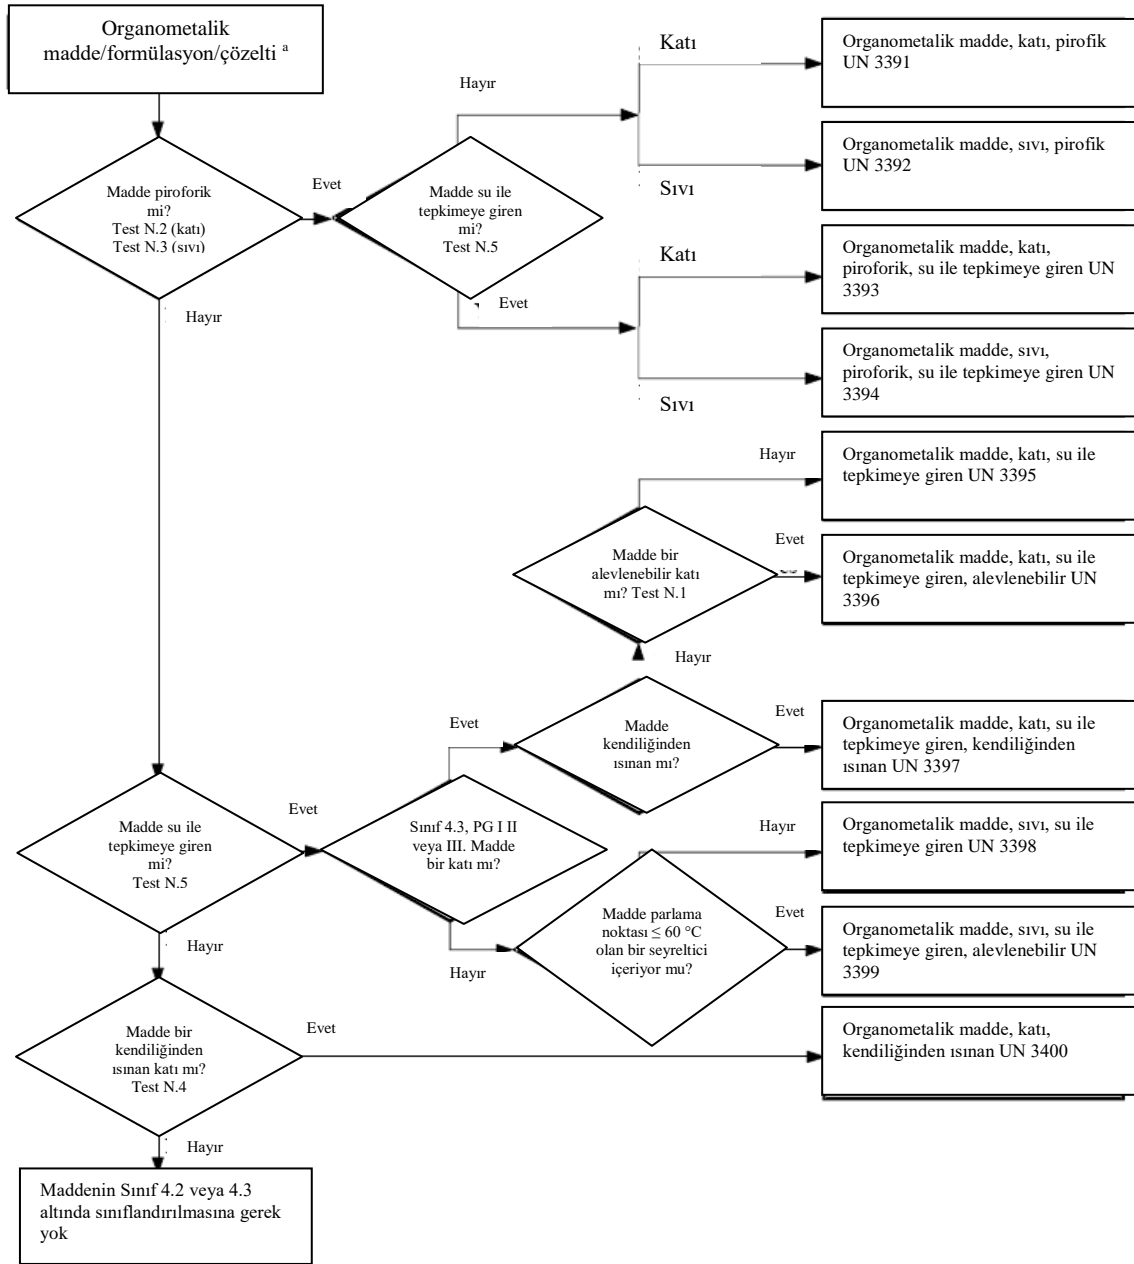 Organometalik
madde/formülasyon/çözelti ᵃ
Katı
Organometalik madde, katı, pirofik
UN 3391
Hayır
Organometalik madde, sıvı, pirofik
UN 3392
Sıvı
Madde piroforik
mi?
Test N.2 (katı)
Test N.3 (sıvı)
Evet
Madde su ile
tepkimeye giren
mi?
Test N.5
Katı
Organometalik madde, katı,
piroforik, su ile tepkimeye giren UN
3393
Evet
Hayır
Organometalik madde, sıvı,
piroforik, su ile tepkimeye giren UN
3394
Sıvı
Hayır
Organometalik madde, katı, su ile
tepkimeye giren UN 3395
Madde bir
alevlenebilir katı
mı? Test N.1
Evet
Organometalik madde, katı, su ile
tepkimeye giren, alevlenebilir UN
3396
Hayır
Evet
Madde
kendiliğinden
ısınan mı?
Evet
Organometalik madde, katı, su ile
tepkimeye giren, kendiliğinden
ısınan UN 3397
Madde su ile
tepkimeye giren
mi?
Test N.5
Evet
Sınıf 4.3, PG I II
veya III. Madde
bir katı mı?
Hayır
Organometalik madde, sıvı, su ile
tepkimeye giren UN 3398
Hayır
Madde parlama
noktası ≤ 60 °C
olan bir seyreltici
içeriyor mu?
Evet
Organometalik madde, sıvı, su ile
tepkimeye giren, alevlenebilir UN
3399
Hayır
Madde bir
kendiliğinden
ısınan katı mı?
Test N.4
Evet
Organometalik madde, katı,
kendiliğinden ısınan UN 3400
Hayır
Maddenin Sınıf 4.2 veya 4.3
altında sınıflandırılmasına gerek
yok